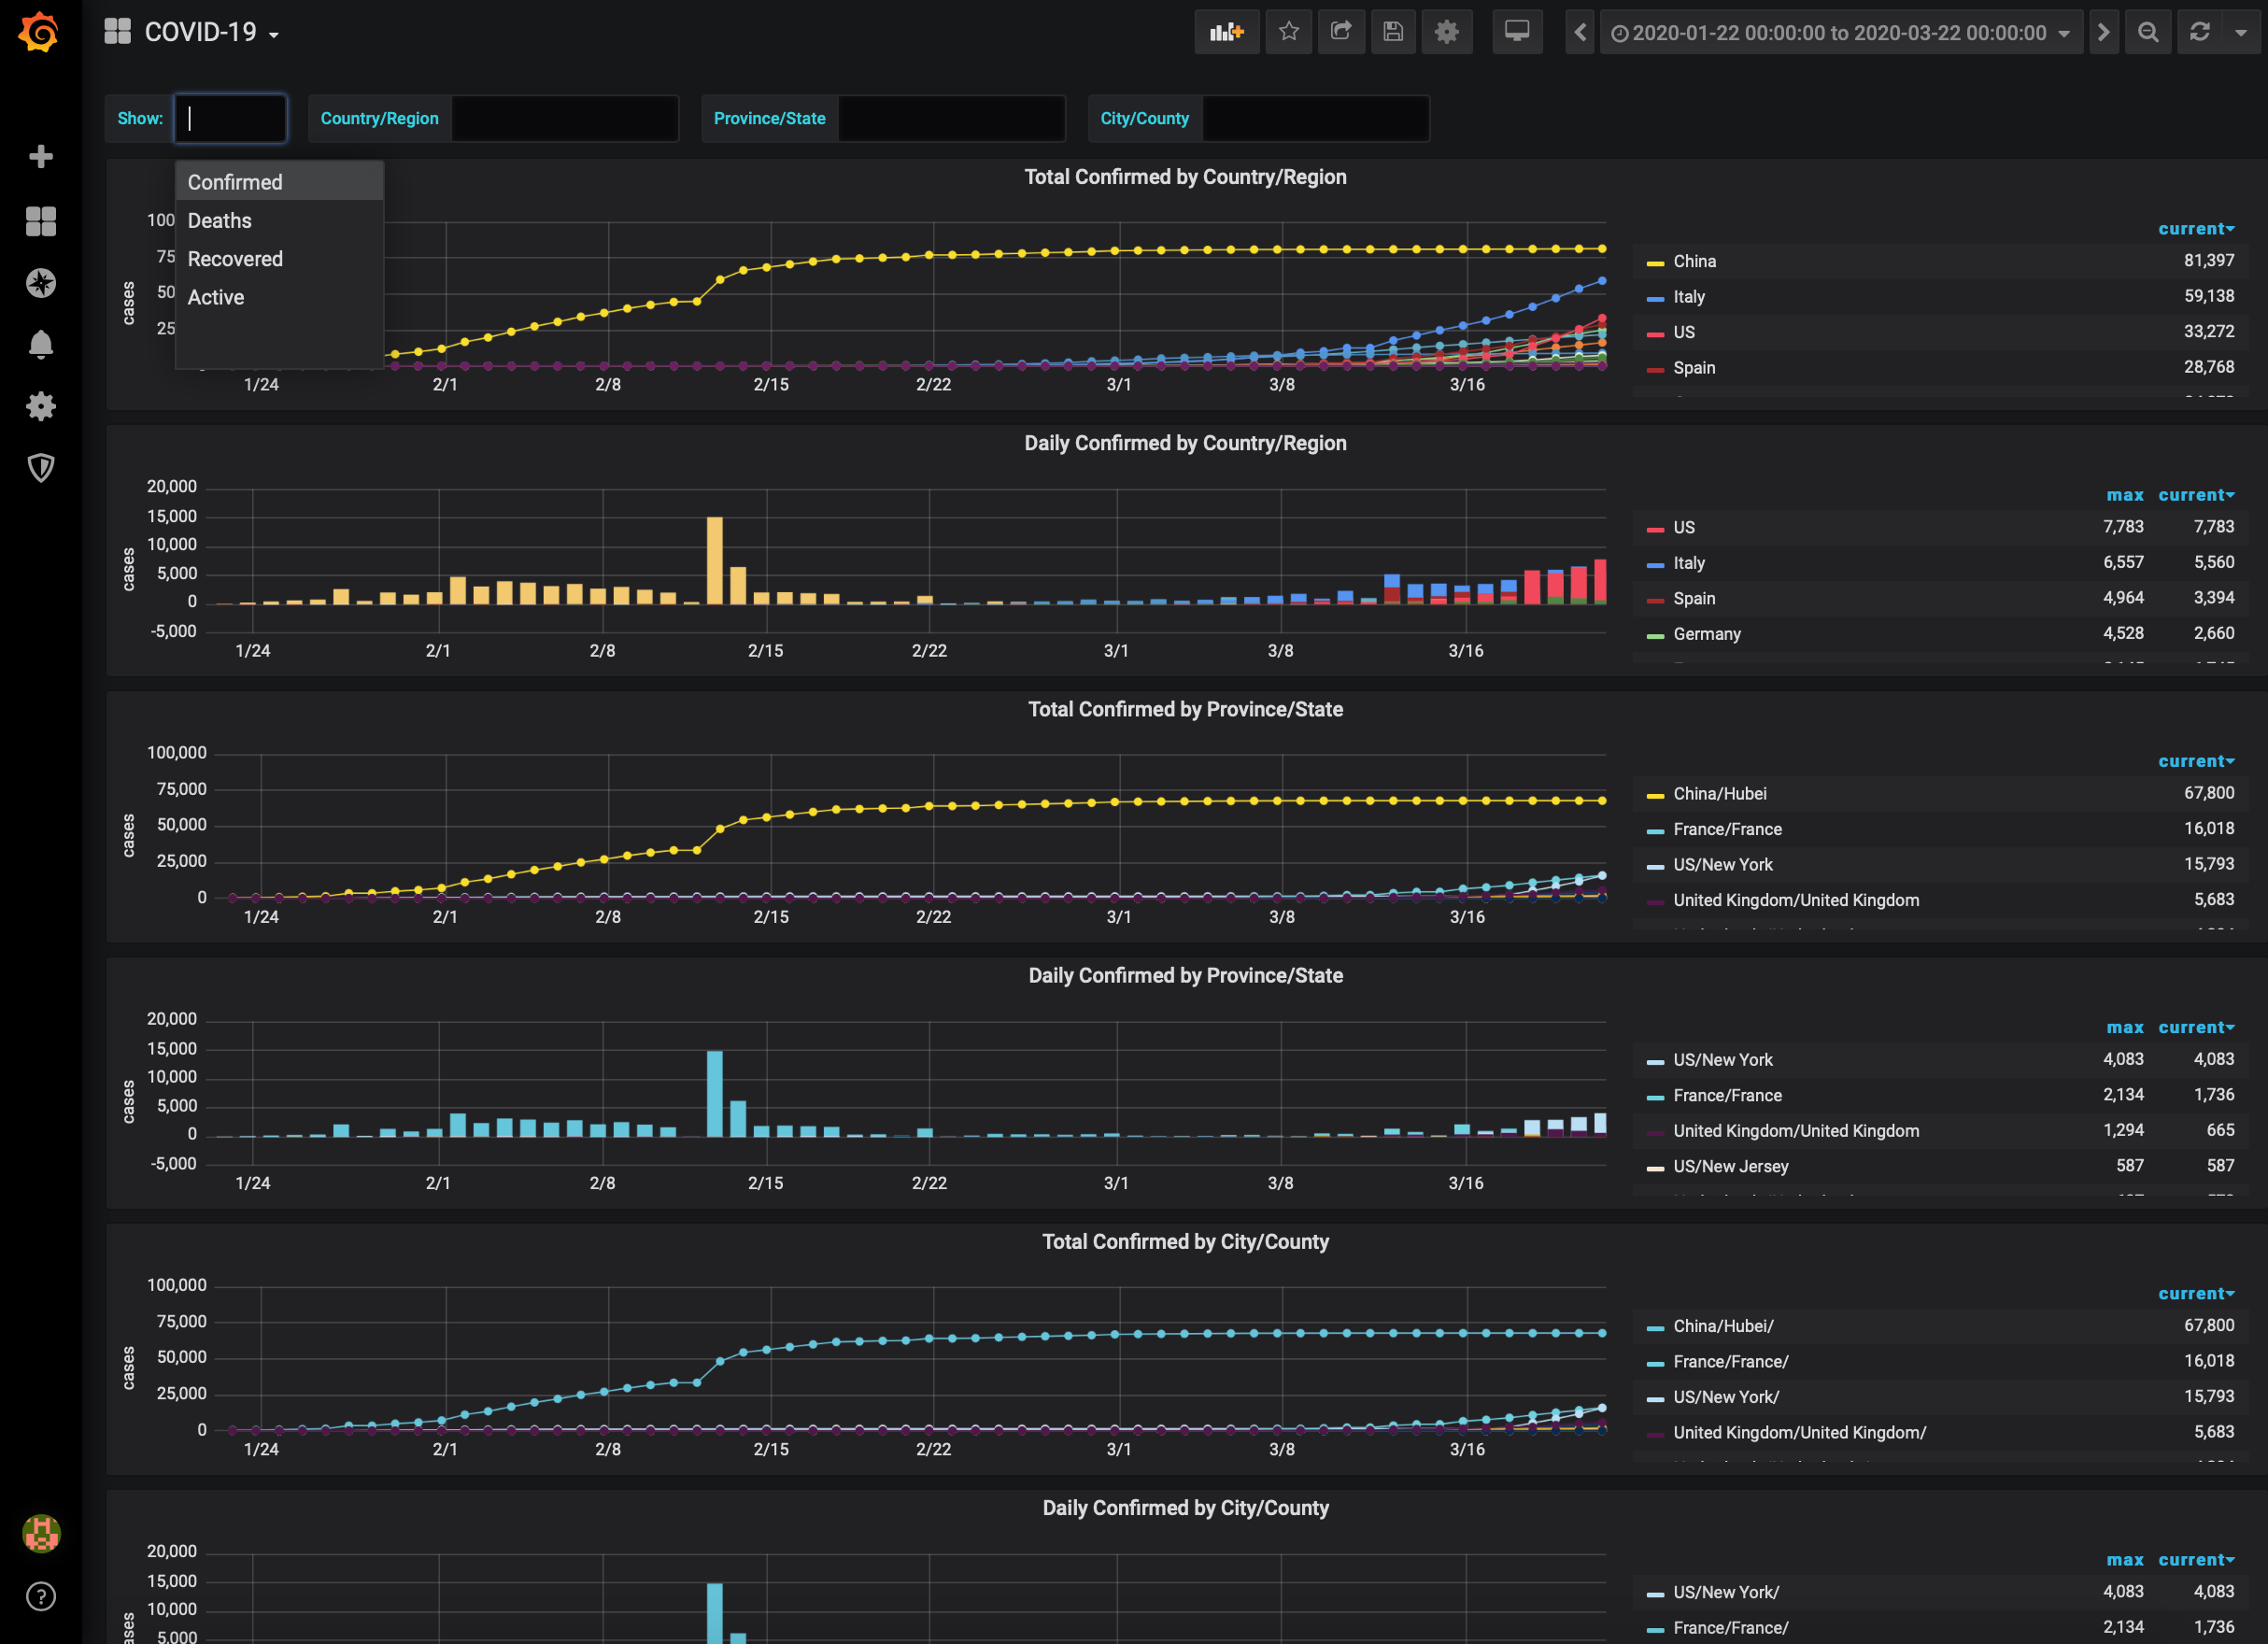 COVID-19
2020-01-22 00:00:00 to 2020-03-22 00:00:00
Show: Country/Region Province/State City/County
Confirmed
Deaths
Recovered
Active
Total Confirmed by Country/Region
cases
1/24 2/1 2/8 2/15 2/22 3/1 3/8 3/16
current
China 81,397
Italy 59,138
US 33,272
Spain 28,768
Daily Confirmed by Country/Region
20,000
15,000
10,000
5,000
0
-5,000
cases
1/24 2/1 2/8 2/15 2/22 3/1 3/8 3/16
max current
US 7,783 7,783
Italy 6,557 5,560
Spain 4,964 3,394
Germany 4,528 2,660
Total Confirmed by Province/State
100,000
75,000
50,000
25,000
0
cases
1/24 2/1 2/8 2/15 2/22 3/1 3/8 3/16
current
China/Hubei 67,800
France/France 16,018
US/New York 15,793
United Kingdom/United Kingdom 5,683
Daily Confirmed by Province/State
20,000
15,000
10,000
5,000
0
-5,000
cases
1/24 2/1 2/8 2/15 2/22 3/1 3/8 3/16
max current
US/New York 4,083 4,083
France/France 2,134 1,736
United Kingdom/United Kingdom 1,294 665
US/New Jersey 587 587
Total Confirmed by City/County
100,000
75,000
50,000
25,000
0
cases
1/24 2/1 2/8 2/15 2/22 3/1 3/8 3/16
current
China/Hubei/ 67,800
France/France/ 16,018
US/New York/ 15,793
United Kingdom/United Kingdom/ 5,683
Daily Confirmed by City/County
20,000
15,000
10,000
5,000
max current
US/New York/ 4,083 4,083
France/France/ 2,134 1,736